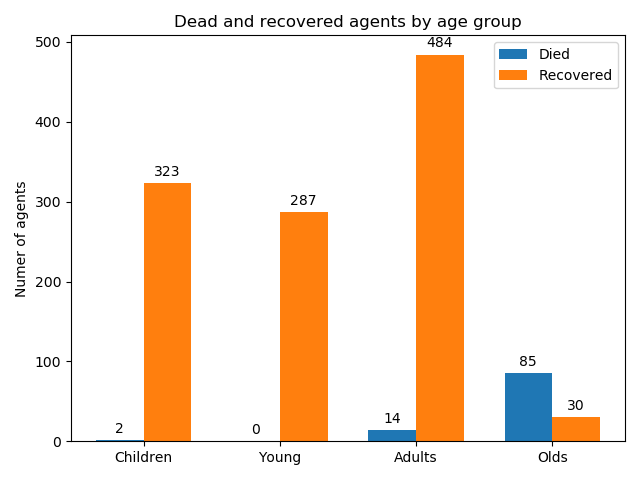 Dead and recovered agents by age group
Died
Recovered
Numer of agents
500
400
300
200
100
0
2
323
0
287
14
484
85
30
Children
Young
Adults
Olds